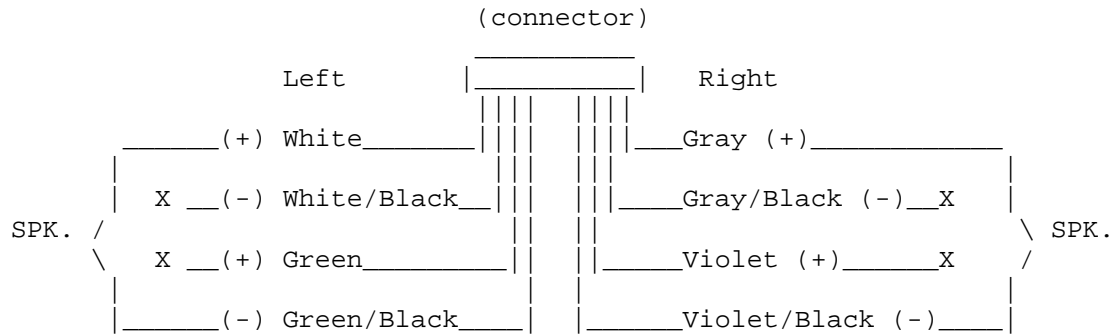 (connector)
Left Right
(+) White Gray (+)
X (-) White/Black Gray/Black (-) X
SPK. SPK.
X (+) Green Violet (+) X
(-) Green/Black Violet/Black (-)